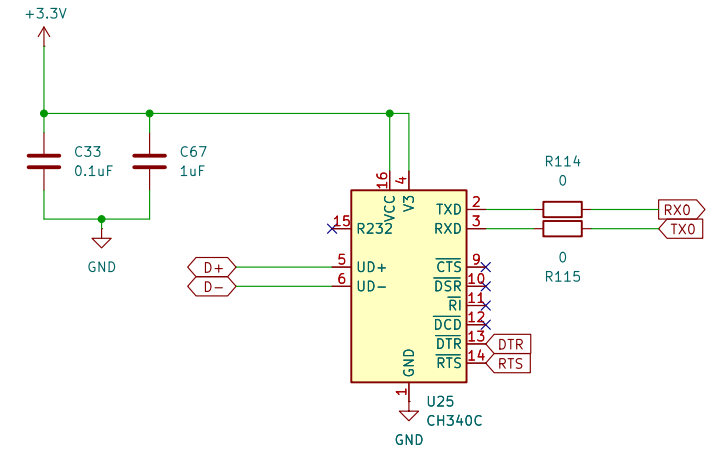 +3.3V
C33
0.1uF
C67
1uF
GND
R114
0
RX0
TX0
0
R115
16
4
VCC
V3
TXD
2
RXD
3
15
R232
D+
5
UD+
D-
6
UD-
CTS
9
DSR
10
RI
11
DCD
12
DTR
13
DTR
RTS
14
RTS
GND
1
U25
CH340C
GND